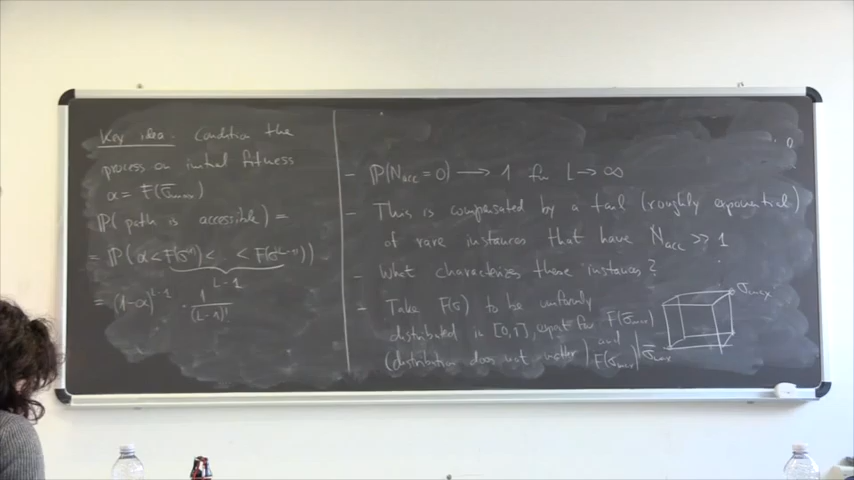 Key idea. Condition the
process on initial fitness
α = F(σ̄max)
P( path is accessible) =
= P( α < F(σ⁽¹⁾) < .. < F(σ⁽ᴸ⁻¹⁾))
L-1
= (1-α)^{L-1} · 1/(L-1)!
- P(Nacc = 0) → 1 for L → ∞
- This is compensated by a tail (roughly exponential)
of rare instances that have Nacc >> 1
- What characterizes these instances?
- Take F(σ) to be uniformly
distributed in [0,1], except for F(σ̄max)
(distribution does not matter) and F(σmax)
σmax
σ̄max